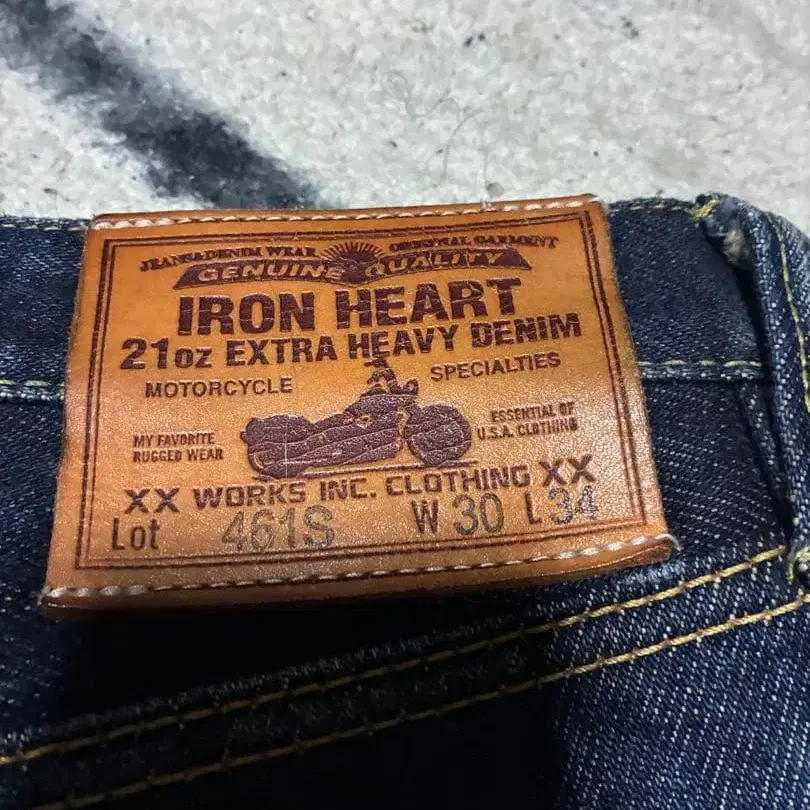 JEANS&DENIM WEAR ORIGINAL GARMENT
GENUINE QUALITY
IRON HEART
21oz EXTRA HEAVY DENIM
MOTORCYCLE SPECIALTIES
MY FAVORITE
RUGGED WEAR
ESSENTIAL OF
U.S.A. CLOTHING
XX WORKS INC. CLOTHING XX
Lot 461S W 30 L 34